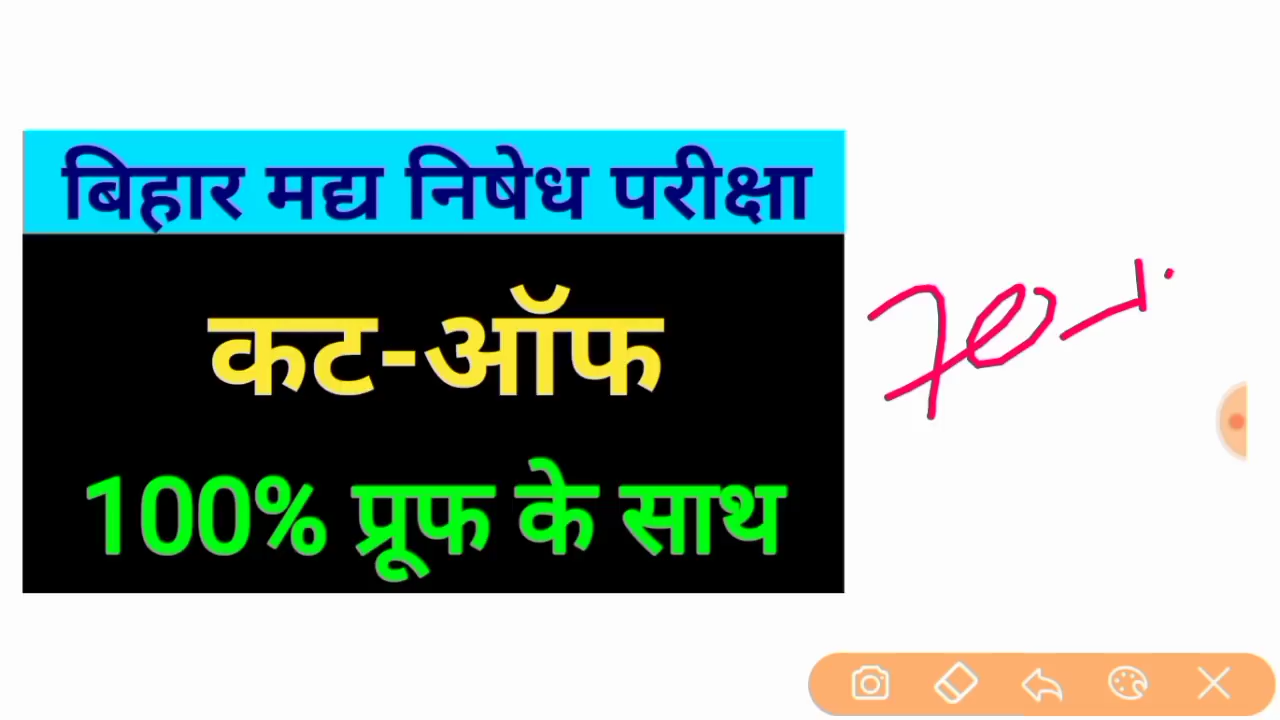 बिहार मद्य निषेध परीक्षा
कट-ऑफ
100% प्रूफ के साथ